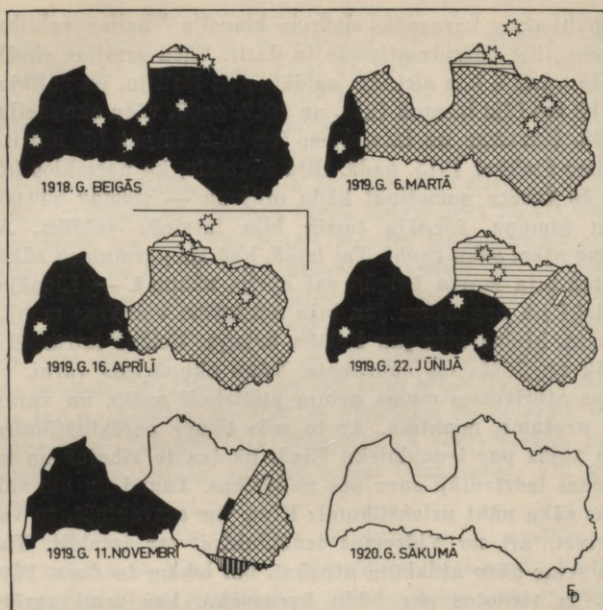 1918.G. BEIGĀS
1919.G. 6.MARTĀ
1919.G. 16.APRĪLĪ
1919.G. 22.JŪNIJĀ
1919.G. 11.NOVEMBRĪ
1920.G. SĀKUMĀ